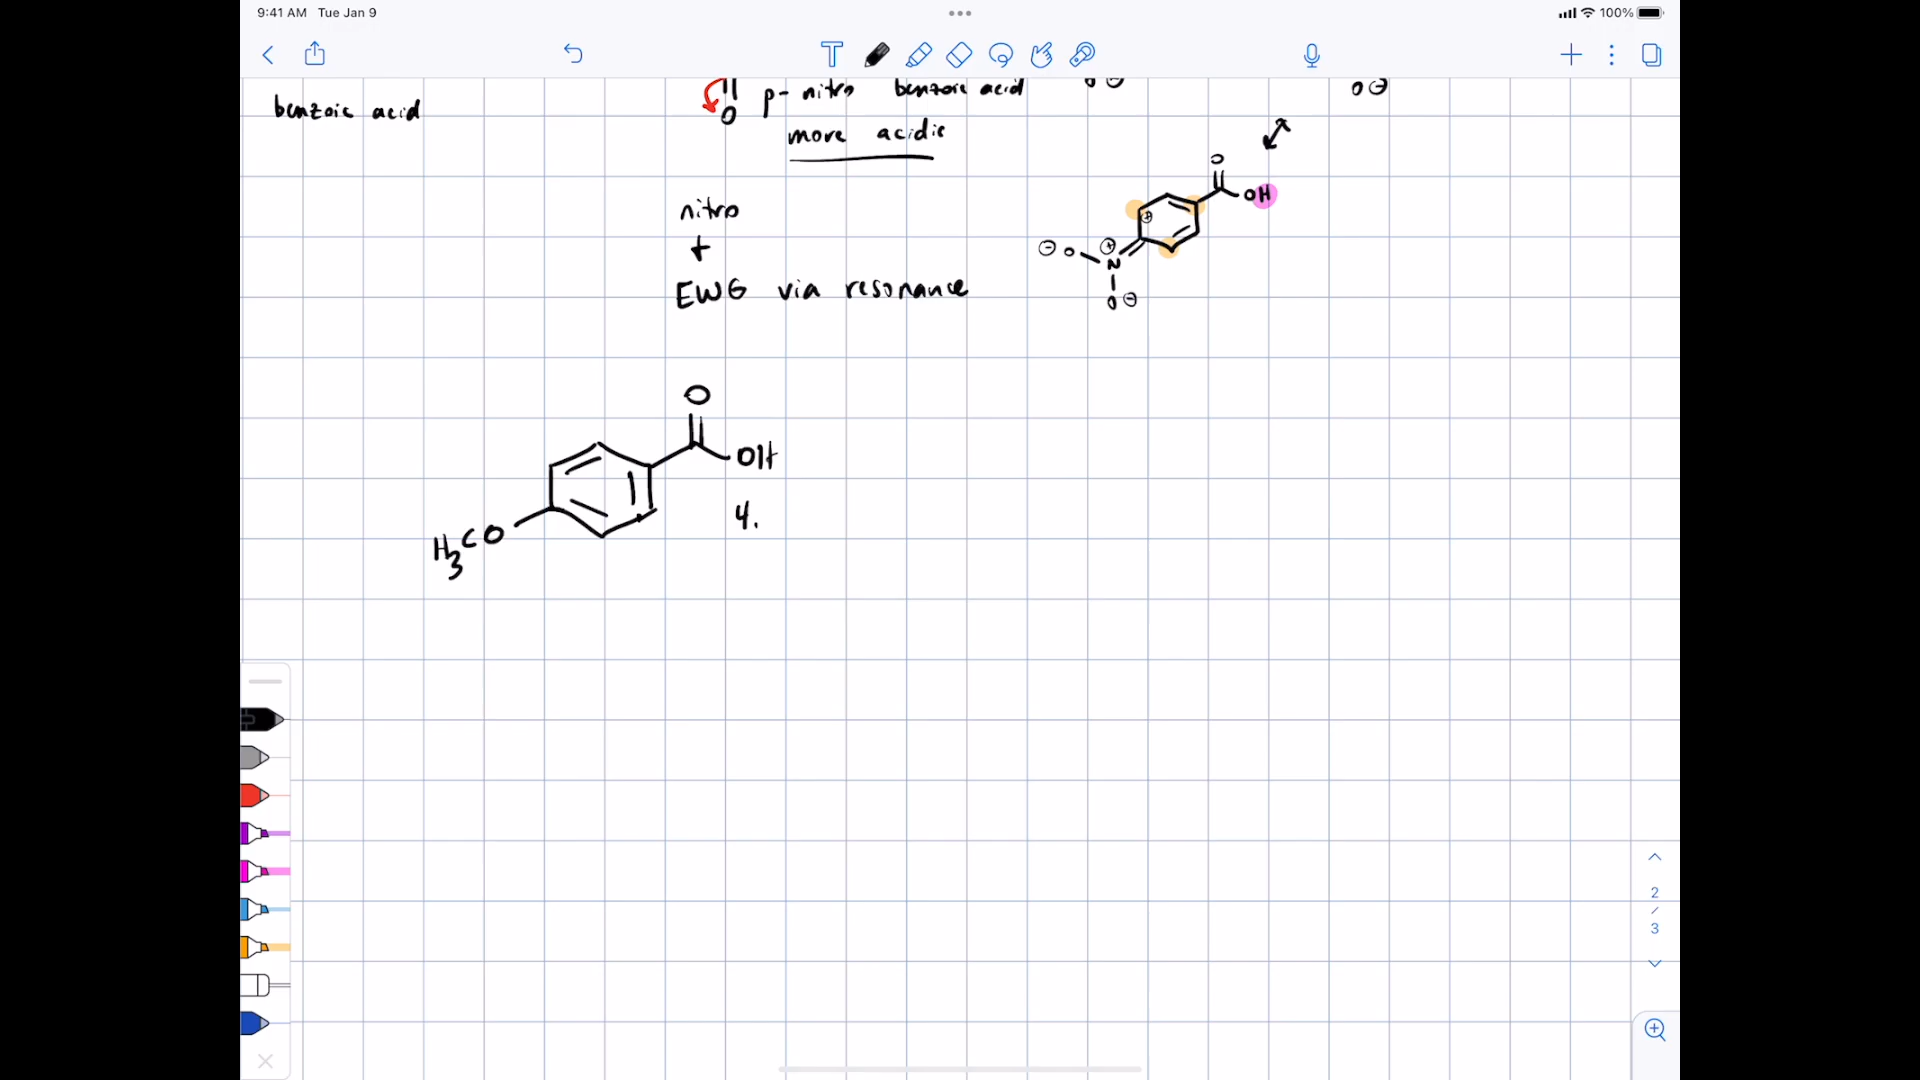 9:41 AM Tue Jan 9
100%
T
benzoic acid
O
p- nitro benzoic acid
more acidic
O ⊖
O ⊖
nitro
+
EWG via resonance
O
OH
⊕
⊖ O
⊕
N
O ⊖
O
OH
4.
H3CO
2
/
3